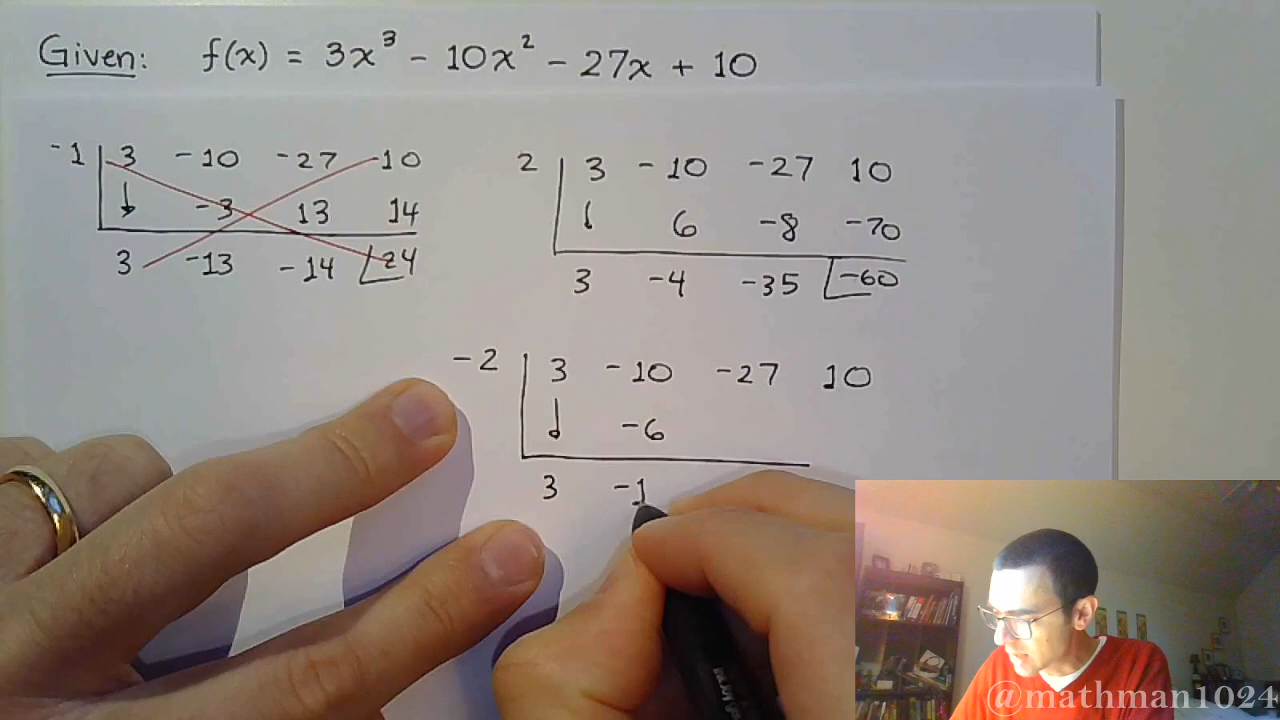 Given: f(x) = 3x³ - 10x² - 27x + 10
-1 | 3 -10 -27 10
↓ -3 13 14
3 -13 -14 24
2 | 3 -10 -27 10
↓ 6 -8 -70
3 -4 -35 -60
-2 | 3 -10 -27 10
↓ -6
3 -1
@mathman1024